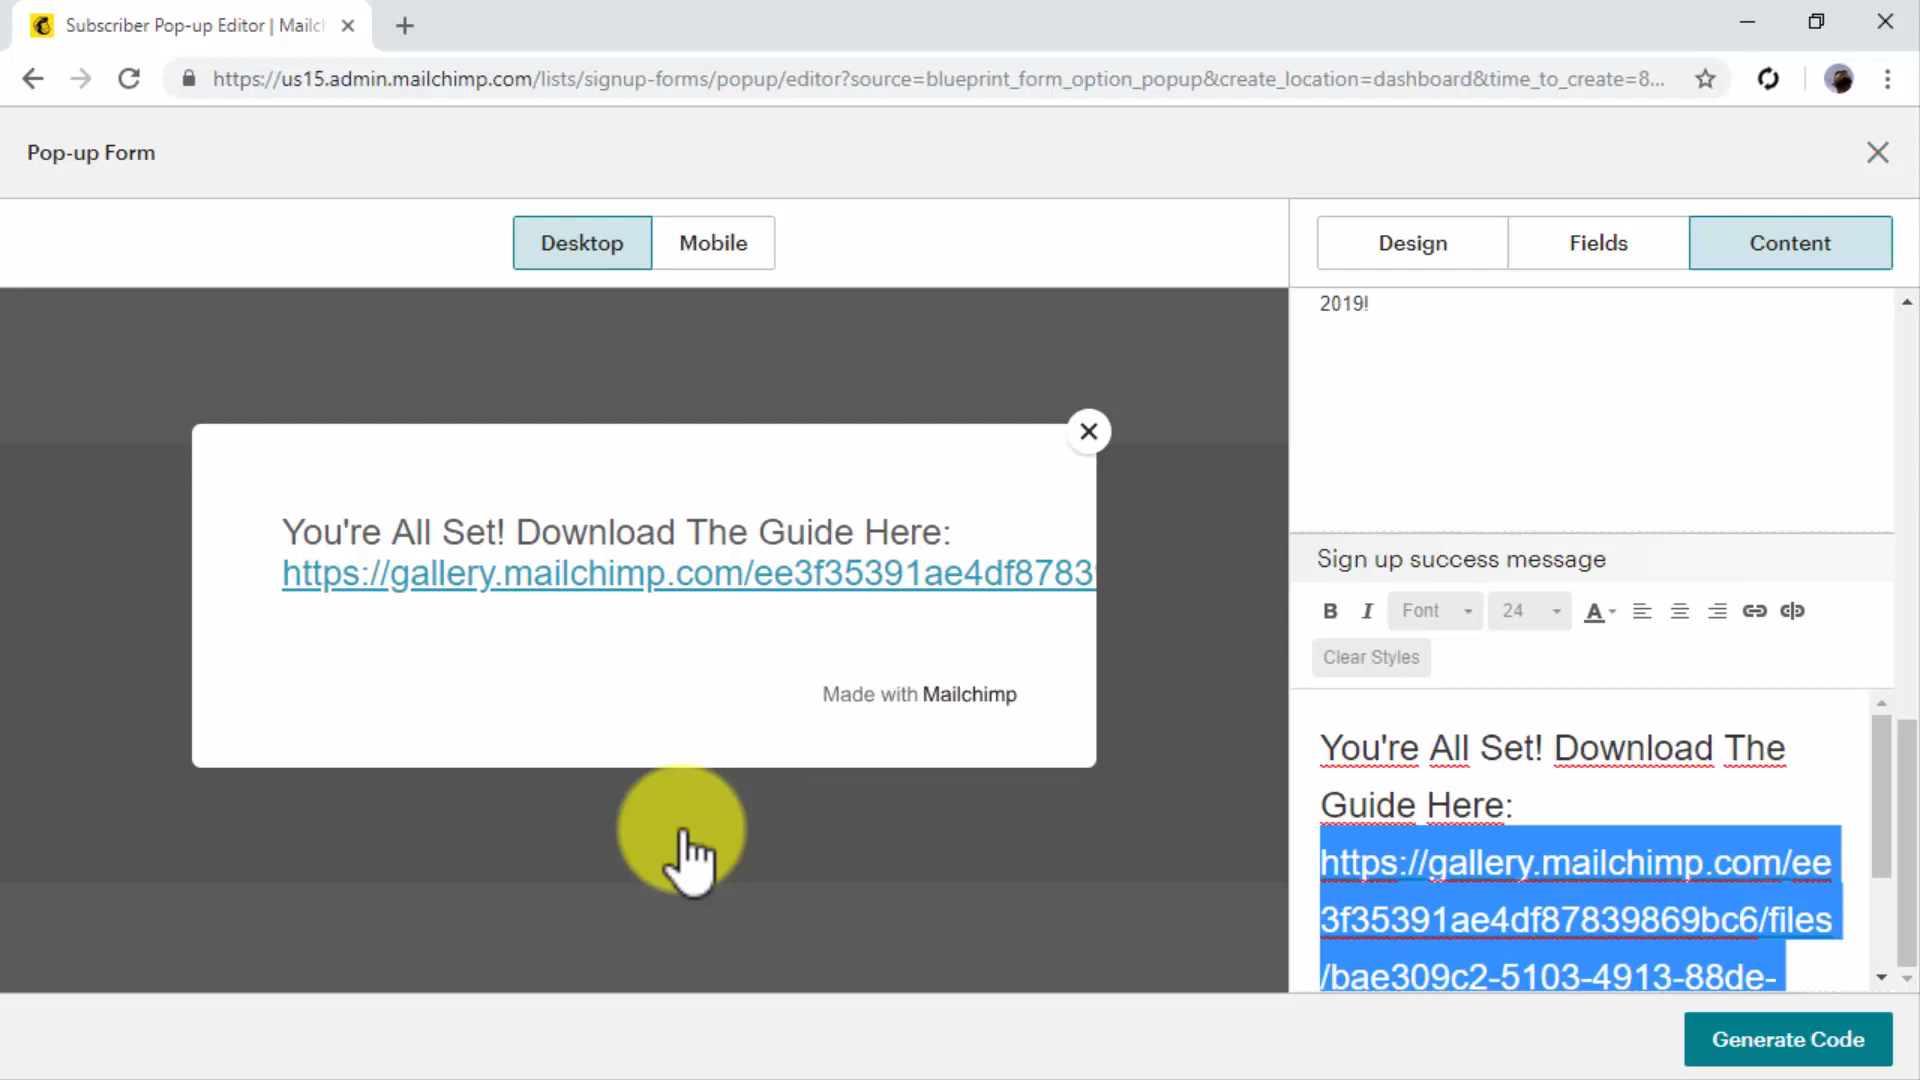 Subscriber Pop-up Editor | Mailc
https://us15.admin.mailchimp.com/lists/signup-forms/popup/editor?source=blueprint_form_option_popup&create_location=dashboard&time_to_create=8...
Pop-up Form
Desktop
Mobile
Design
Fields
Content
2019!
You're All Set! Download The Guide Here:
https://gallery.mailchimp.com/ee3f35391ae4df8783
Made with Mailchimp
Sign up success message
B I Font 24 A
Clear Styles
You're All Set! Download The
Guide Here:
https://gallery.mailchimp.com/ee
3f35391ae4df87839869bc6/files
/bae309c2-5103-4913-88de-
Generate Code